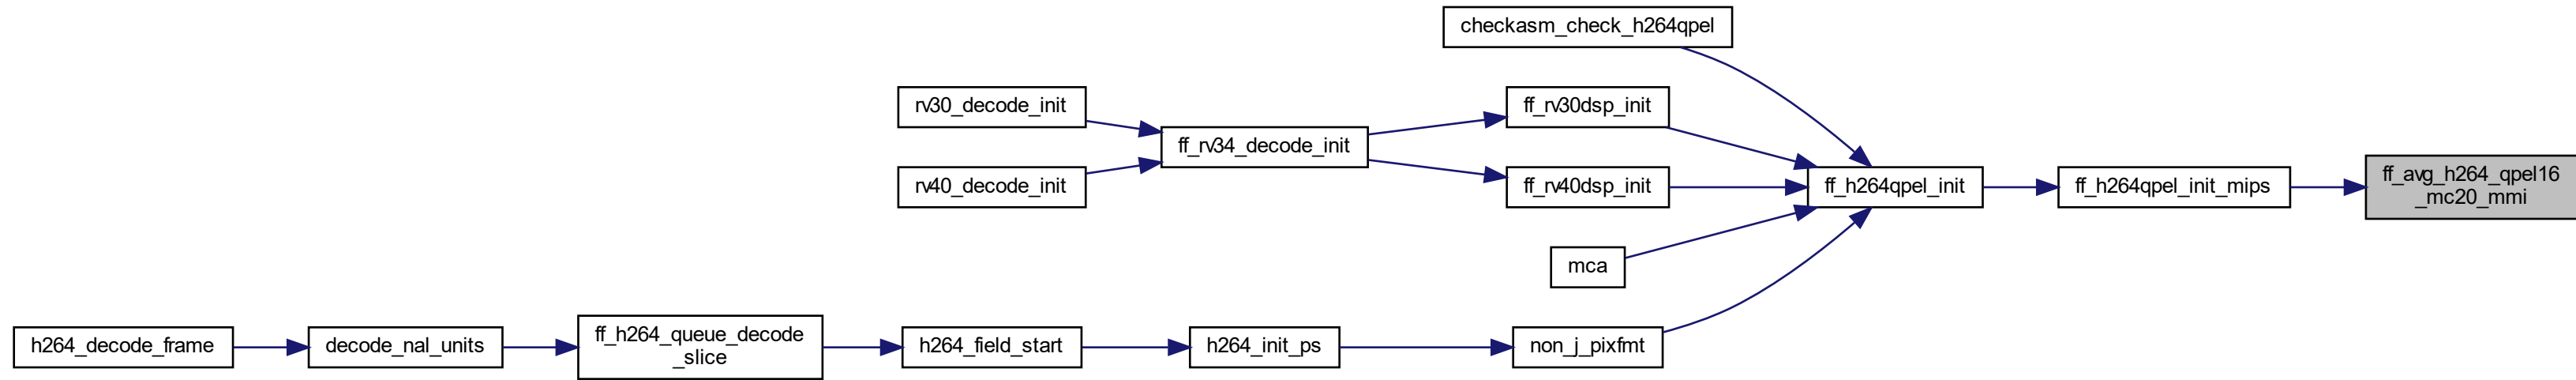 checkasm_check_h264qpel
rv30_decode_init
ff_rv30dsp_init
ff_rv34_decode_init
rv40_decode_init
ff_rv40dsp_init
ff_h264qpel_init
ff_h264qpel_init_mips
ff_avg_h264_qpel16
_mc20_mmi
mca
h264_decode_frame
decode_nal_units
ff_h264_queue_decode
_slice
h264_field_start
h264_init_ps
non_j_pixfmt